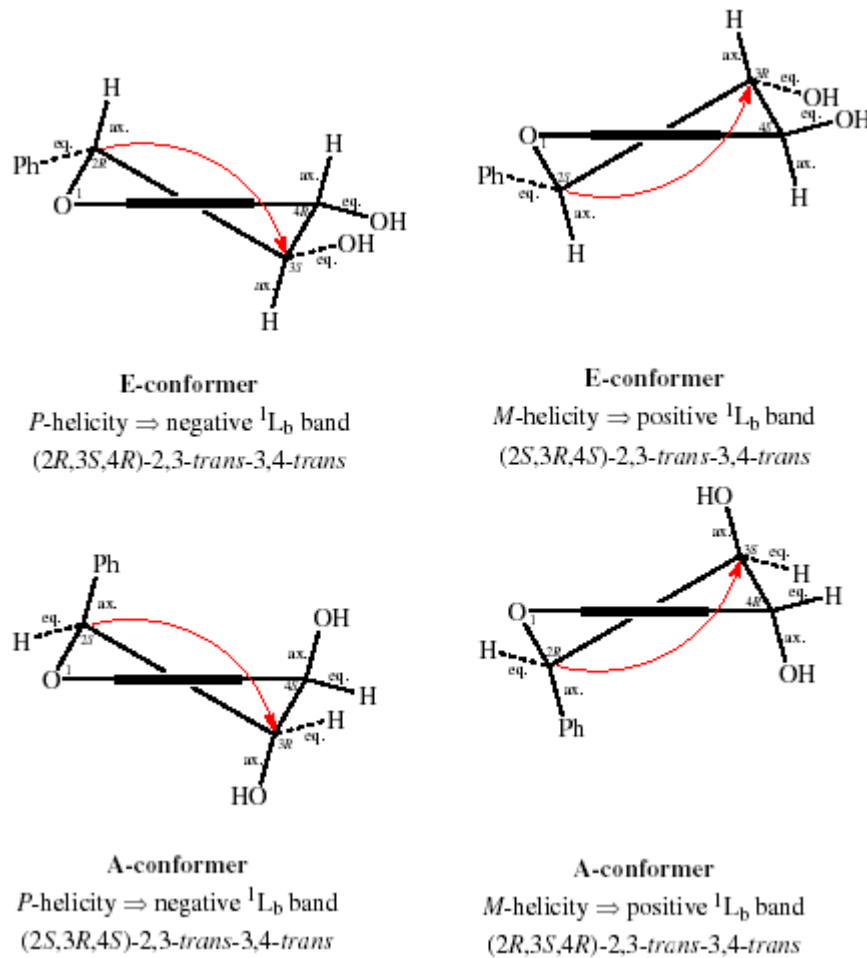 H
ax.
eq.
Ph
2R
O
1
H
ax.
4R
eq.
OH
OH
eq.
3S
ax.
H
E-conformer
P-helicity ⇒ negative ¹Lb band
(2R,3S,4R)-2,3-trans-3,4-trans
H
ax.
3R
eq.
OH
eq.
OH
O
1
4S
Ph
eq.
2S
ax.
ax.
H
H
E-conformer
M-helicity ⇒ positive ¹Lb band
(2S,3R,4S)-2,3-trans-3,4-trans
Ph
ax.
eq.
H
2S
O
1
OH
ax.
4S
eq.
H
H
eq.
3R
ax.
HO
A-conformer
P-helicity ⇒ negative ¹Lb band
(2S,3R,4S)-2,3-trans-3,4-trans
HO
ax.
3S
eq.
H
eq.
H
O
1
4R
ax.
OH
H
eq.
2R
ax.
Ph
A-conformer
M-helicity ⇒ positive ¹Lb band
(2R,3S,4R)-2,3-trans-3,4-trans